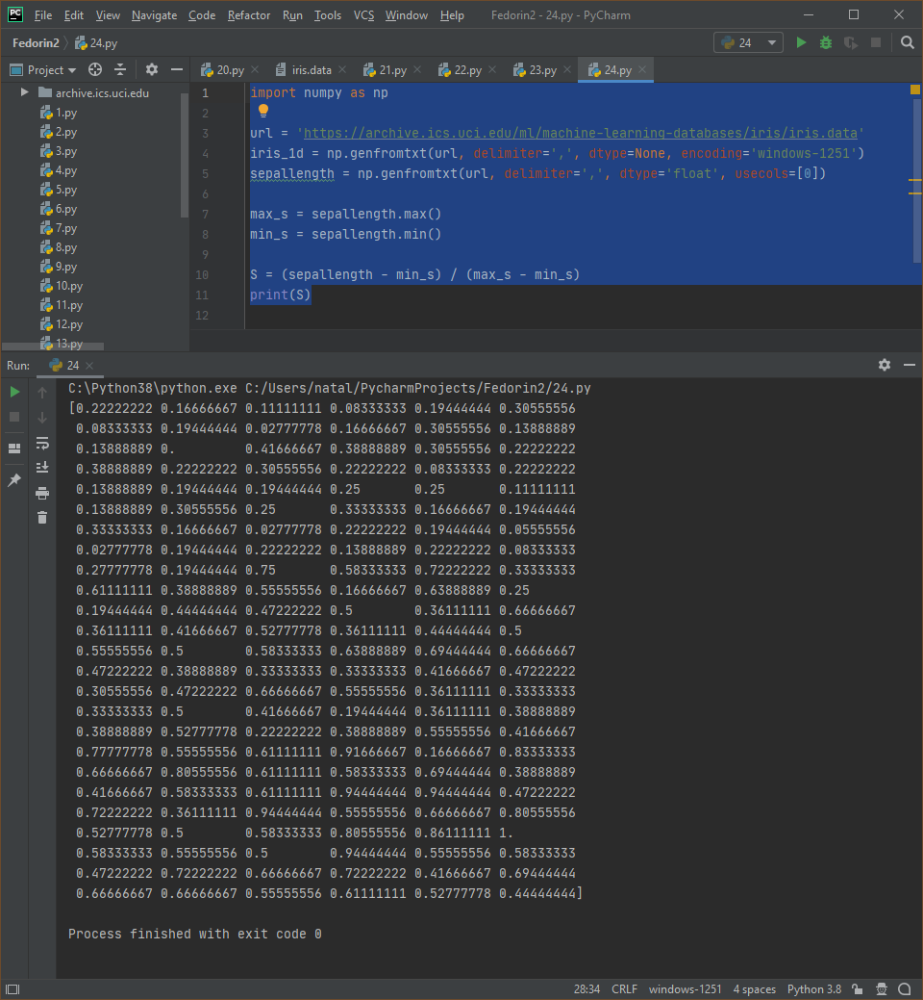 PC File Edit View Navigate Code Refactor Run Tools VCS Window Help Fedorin2 - 24.py - PyCharm
Fedorin2 24.py 24
Project 20.py iris.data 21.py 22.py 23.py 24.py
archive.ics.uci.edu
1.py
2.py
3.py
4.py
5.py
6.py
7.py
8.py
9.py
10.py
11.py
12.py
13.py
1 import numpy as np
2
3 url = 'https://archive.ics.uci.edu/ml/machine-learning-databases/iris/iris.data'
4 iris_1d = np.genfromtxt(url, delimiter=',', dtype=None, encoding='windows-1251')
5 sepallength = np.genfromtxt(url, delimiter=',', dtype='float', usecols=[0])
6
7 max_s = sepallength.max()
8 min_s = sepallength.min()
9
10 S = (sepallength - min_s) / (max_s - min_s)
11 print(S)
12
Run: 24
C:\Python38\python.exe C:/Users/natal/PycharmProjects/Fedorin2/24.py
[0.22222222 0.16666667 0.11111111 0.08333333 0.19444444 0.30555556
0.08333333 0.19444444 0.02777778 0.16666667 0.30555556 0.13888889
0.13888889 0. 0.41666667 0.38888889 0.30555556 0.22222222
0.38888889 0.22222222 0.30555556 0.22222222 0.08333333 0.22222222
0.13888889 0.19444444 0.19444444 0.25 0.25 0.11111111
0.13888889 0.30555556 0.25 0.33333333 0.16666667 0.19444444
0.33333333 0.16666667 0.02777778 0.22222222 0.19444444 0.05555556
0.02777778 0.19444444 0.22222222 0.13888889 0.22222222 0.08333333
0.27777778 0.19444444 0.75 0.58333333 0.72222222 0.33333333
0.61111111 0.38888889 0.55555556 0.16666667 0.63888889 0.25
0.19444444 0.44444444 0.47222222 0.5 0.36111111 0.66666667
0.36111111 0.41666667 0.52777778 0.36111111 0.44444444 0.5
0.55555556 0.5 0.58333333 0.63888889 0.69444444 0.66666667
0.47222222 0.38888889 0.33333333 0.33333333 0.41666667 0.47222222
0.30555556 0.47222222 0.66666667 0.55555556 0.36111111 0.33333333
0.33333333 0.5 0.41666667 0.19444444 0.36111111 0.38888889
0.38888889 0.52777778 0.22222222 0.38888889 0.55555556 0.41666667
0.77777778 0.55555556 0.61111111 0.91666667 0.16666667 0.83333333
0.66666667 0.80555556 0.61111111 0.58333333 0.69444444 0.38888889
0.41666667 0.58333333 0.61111111 0.94444444 0.94444444 0.47222222
0.72222222 0.36111111 0.94444444 0.55555556 0.66666667 0.80555556
0.52777778 0.5 0.58333333 0.80555556 0.86111111 1.
0.58333333 0.55555556 0.5 0.94444444 0.55555556 0.58333333
0.47222222 0.72222222 0.66666667 0.72222222 0.41666667 0.69444444
0.66666667 0.66666667 0.55555556 0.61111111 0.52777778 0.44444444]
Process finished with exit code 0
28:34 CRLF windows-1251 4 spaces Python 3.8